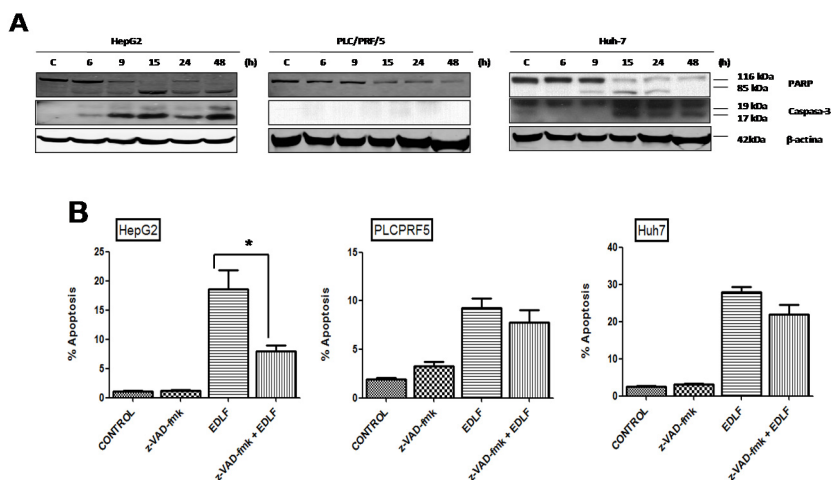 A
HepG2
PLC/PRF/5
Huh-7
C 6 9 15 24 48 (h)
C 6 9 15 24 48 (h)
C 6 9 15 24 48 (h)
116 kDa
85 kDa
PARP
19 kDa
17 kDa
Caspasa-3
42kDa
β-actina
B
HepG2
% Apoptosis
25
20
15
10
5
0
*
CONTROL
z-VAD-fmk
EDLF
z-VAD-fmk + EDLF
PLCPRF5
% Apoptosis
15
10
5
0
CONTROL
z-VAD-fmk
EDLF
z-VAD-fmk + EDLF
Huh7
% Apoptosis
40
30
20
10
0
CONTROL
z-VAD-fmk
EDLF
z-VAD-fmk + EDLF